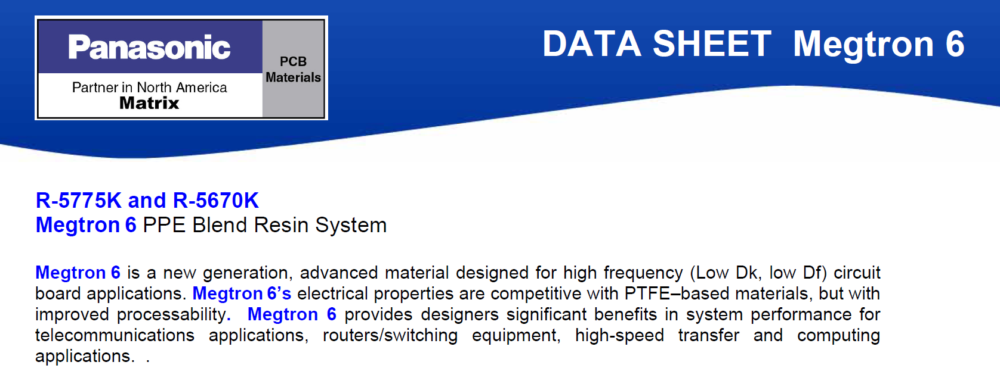 Panasonic
Partner in North America
Matrix
PCB
Materials
DATA SHEET Megtron 6
R-5775K and R-5670K
Megtron 6 PPE Blend Resin System
Megtron 6 is a new generation, advanced material designed for high frequency (Low Dk, low Df) circuit
board applications. Megtron 6’s electrical properties are competitive with PTFE–based materials, but with
improved processability. Megtron 6 provides designers significant benefits in system performance for
telecommunications applications, routers/switching equipment, high-speed transfer and computing
applications. .